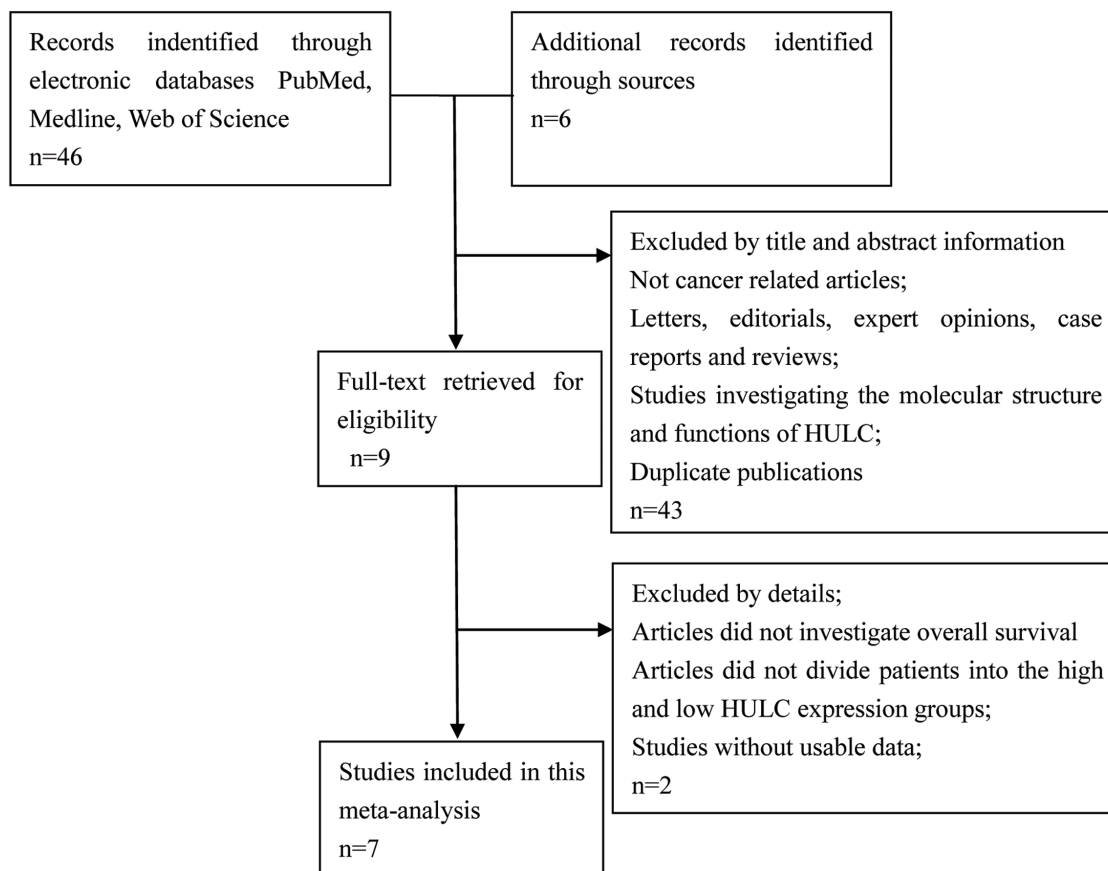 Records indentified through
electronic databases PubMed,
Medline, Web of Science
n=46
Additional records identified
through sources
n=6
Excluded by title and abstract information
Not cancer related articles;
Letters, editorials, expert opinions, case
reports and reviews;
Studies investigating the molecular structure
and functions of HULC;
Duplicate publications
n=43
Full-text retrieved for
eligibility
n=9
Excluded by details;
Articles did not investigate overall survival
Articles did not divide patients into the high
and low HULC expression groups;
Studies without usable data;
n=2
Studies included in this
meta-analysis
n=7